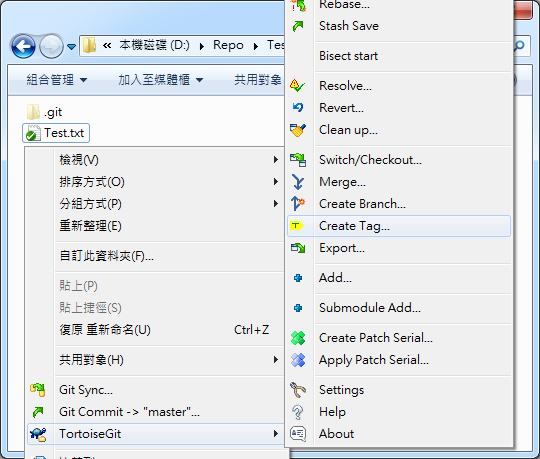 Rebase...
Stash Save
本機磁碟 (D:) Repo Tes
Bisect start
組合管理 加入至媒體櫃 共用對象
Resolve...
Revert...
Clean up...
.git
Test.txt
檢視(V)
排序方式(O)
分組方式(P)
重新整理(E)
自訂此資料夾(F)...
貼上(P)
貼上捷徑(S)
復原 重新命名(U) Ctrl+Z
共用對象(H)
Git Sync...
Git Commit -> "master"...
TortoiseGit
Switch/Checkout...
Merge...
Create Branch...
Create Tag...
Export...
Add...
Submodule Add...
Create Patch Serial...
Apply Patch Serial...
Settings
Help
About